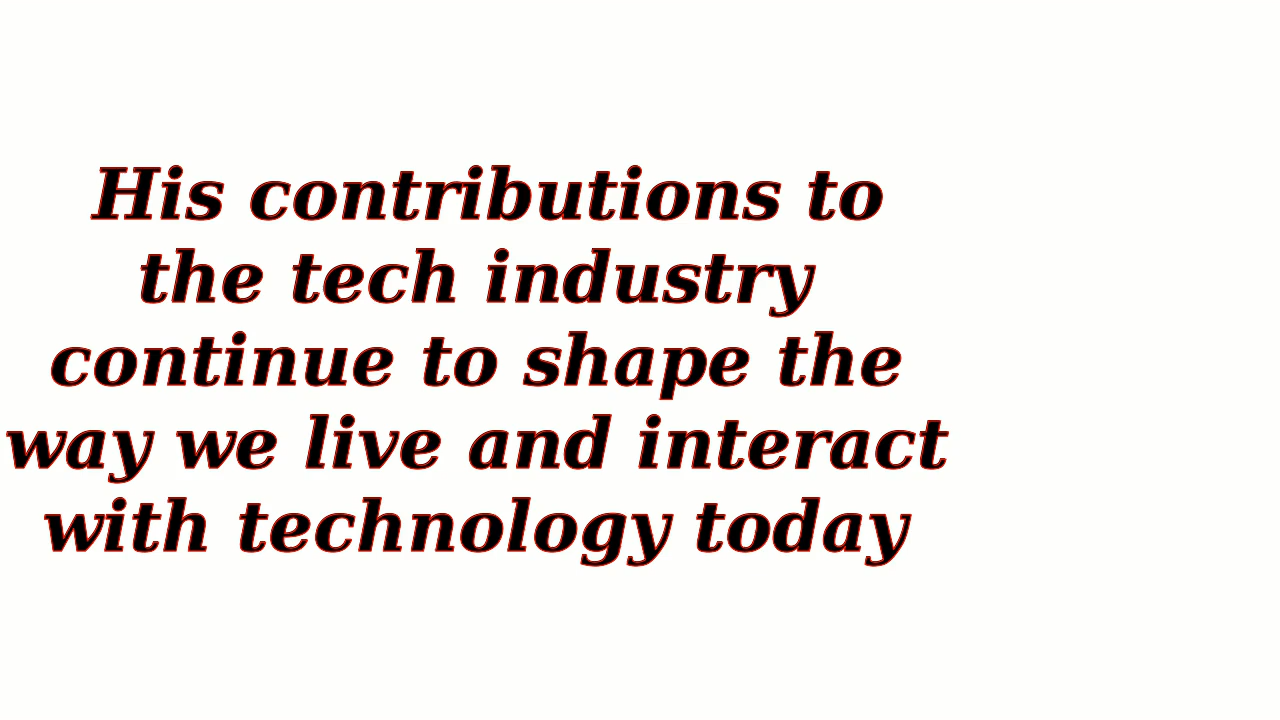 His contributions to
the tech industry
continue to shape the
way we live and interact
with technology today